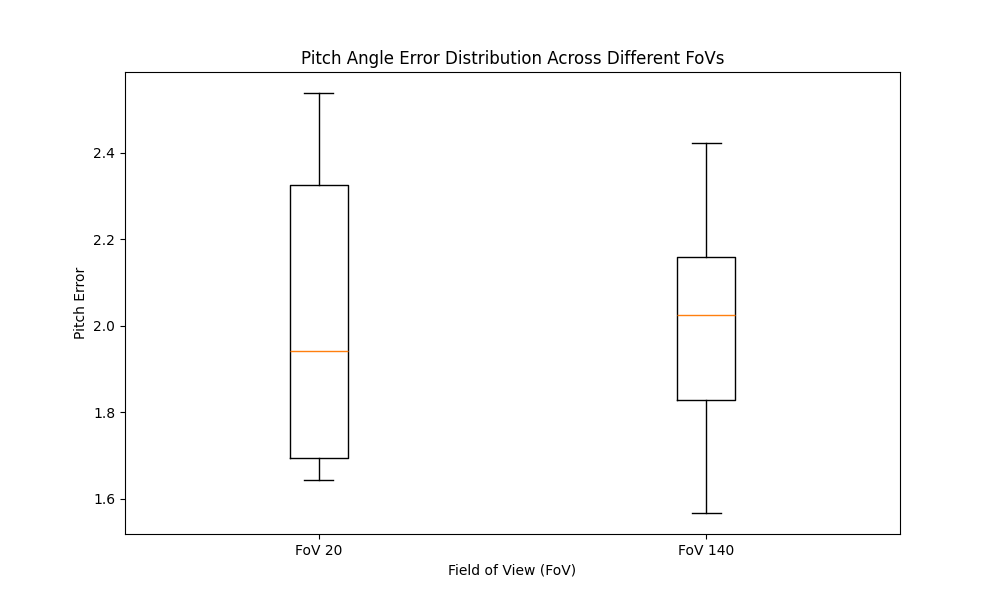 Pitch Angle Error Distribution Across Different FoVs
Pitch Error
2.4
2.2
2.0
1.8
1.6
FoV 20
FoV 140
Field of View (FoV)